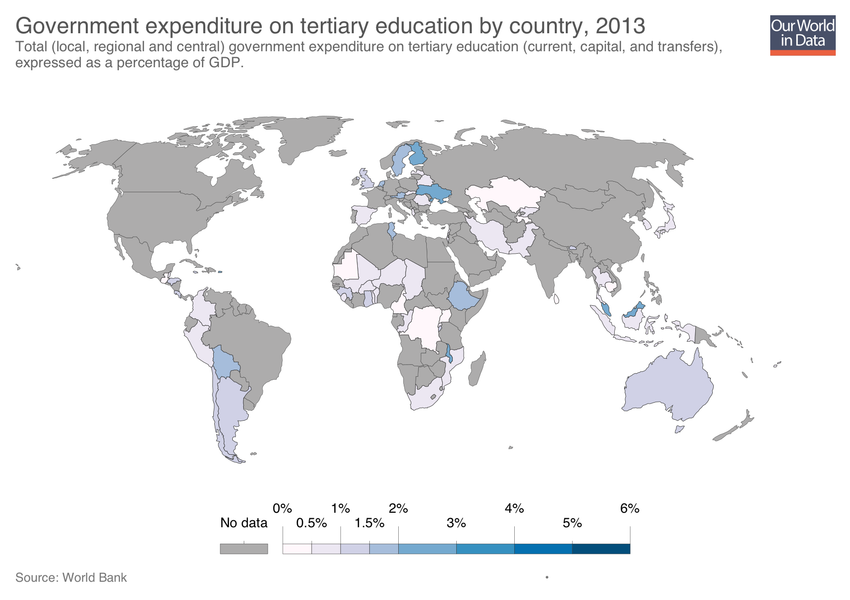 Government expenditure on tertiary education by country, 2013
Total (local, regional and central) government expenditure on tertiary education (current, capital, and transfers),
expressed as a percentage of GDP.
Our World
in Data
0% 1% 2% 4% 6%
No data 0.5% 1.5% 3% 5%
Source: World Bank